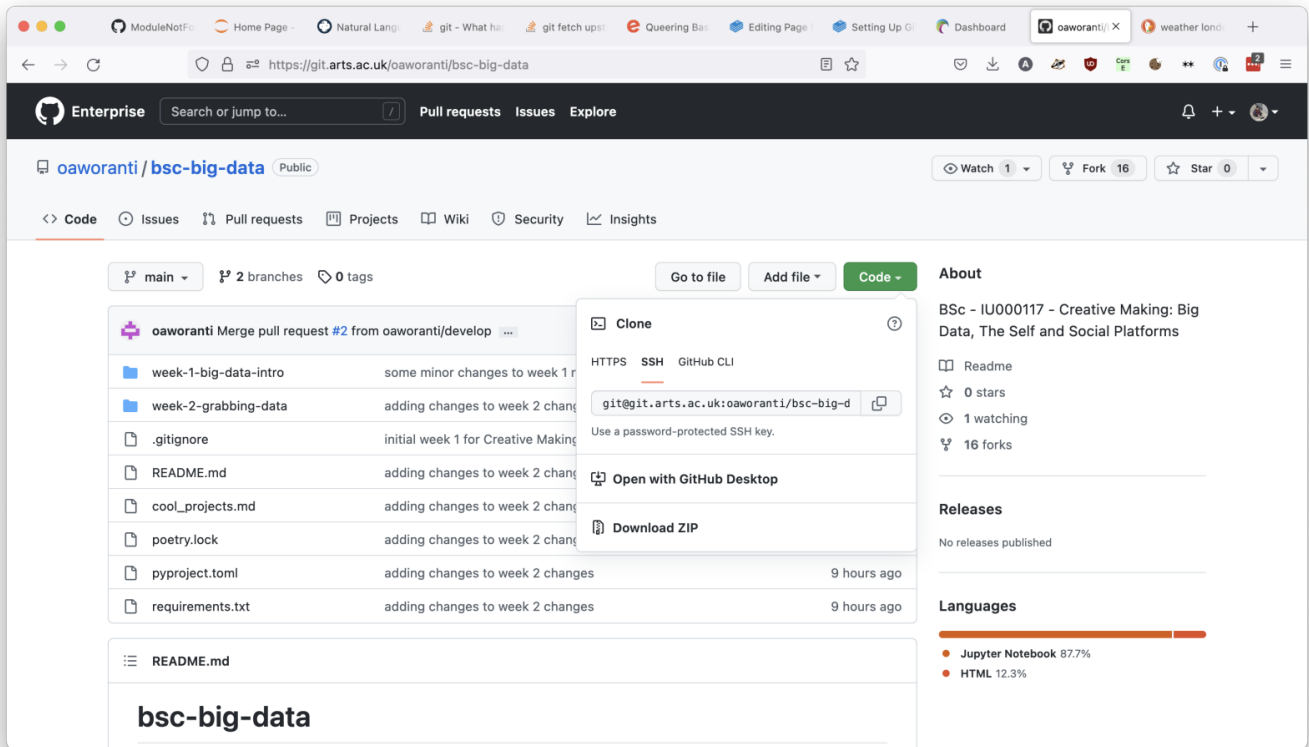 ModuleNotFo
Home Page -
Natural Lang
git - What ha
git fetch upst
Queering Bas
Editing Page
Setting Up Gi
Dashboard
oaworanti/
weather lond
https://git.arts.ac.uk/oaworanti/bsc-big-data
2
Enterprise
Search or jump to...
/
Pull requests
Issues
Explore
oaworanti / bsc-big-data
Public
Watch 1
Fork 16
Star 0
Code
Issues
Pull requests
Projects
Wiki
Security
Insights
main
2 branches
0 tags
Go to file
Add file
Code
oaworanti Merge pull request #2 from oaworanti/develop ...
week-1-big-data-intro some minor changes to week 1
week-2-grabbing-data adding changes to week 2 chang
.gitignore initial week 1 for Creative Making
README.md adding changes to week 2 chang
cool_projects.md adding changes to week 2 chang
poetry.lock adding changes to week 2 chang
pyproject.toml adding changes to week 2 changes 9 hours ago
requirements.txt adding changes to week 2 changes 9 hours ago
Clone
?
HTTPS SSH GitHub CLI
git@git.arts.ac.uk:oaworanti/bsc-big-d
Use a password-protected SSH key.
Open with GitHub Desktop
Download ZIP
README.md
bsc-big-data
About
BSc - IU000117 - Creative Making: Big
Data, The Self and Social Platforms
Readme
0 stars
1 watching
16 forks
Releases
No releases published
Languages
Jupyter Notebook 87.7%
HTML 12.3%